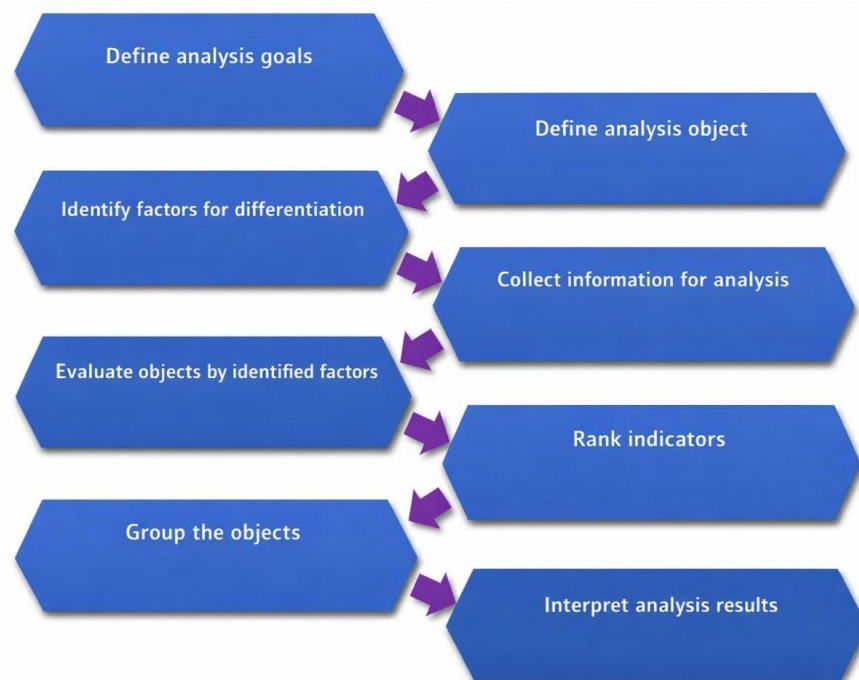 Define analysis goals
Define analysis object
Identify factors for differentiation
Collect information for analysis
Evaluate objects by identified factors
Rank indicators
Group the objects
Interpret analysis results